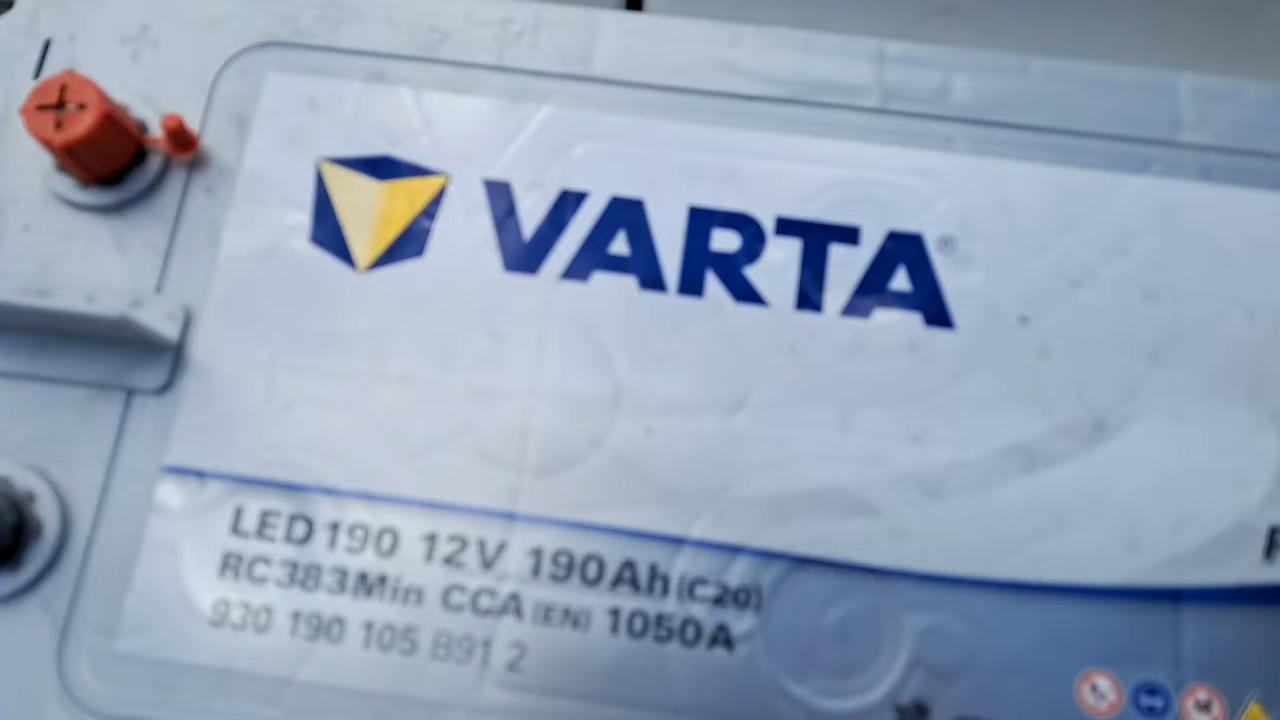 VARTA®
LED190 12V 190Ah(C20)
RC383Min CCA(EN) 1050A
930 190 105 B91 2